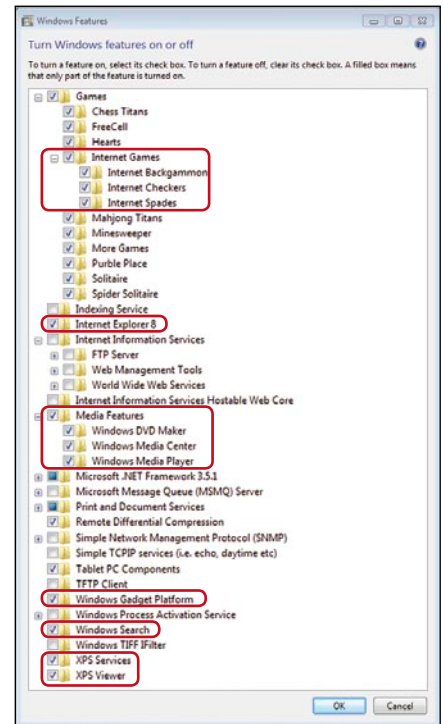 Windows Features
Turn Windows features on or off
To turn a feature on, select its check box. To turn a feature off, clear its check box. A filled box means
that only part of the feature is turned on.
Games
Chess Titans
FreeCell
Hearts
Internet Games
Internet Backgammon
Internet Checkers
Internet Spades
Mahjong Titans
Minesweeper
More Games
Purble Place
Solitaire
Spider Solitaire
Indexing Service
Internet Explorer 8
Internet Information Services
FTP Server
Web Management Tools
World Wide Web Services
Internet Information Services Hostable Web Core
Media Features
Windows DVD Maker
Windows Media Center
Windows Media Player
Microsoft .NET Framework 3.5.1
Microsoft Message Queue (MSMQ) Server
Print and Document Services
Remote Differential Compression
Simple Network Management Protocol (SNMP)
Simple TCPIP services (i.e. echo, daytime etc)
Tablet PC Components
TFTP Client
Windows Gadget Platform
Windows Process Activation Service
Windows Search
Windows TIFF IFilter
XPS Services
XPS Viewer
OK Cancel